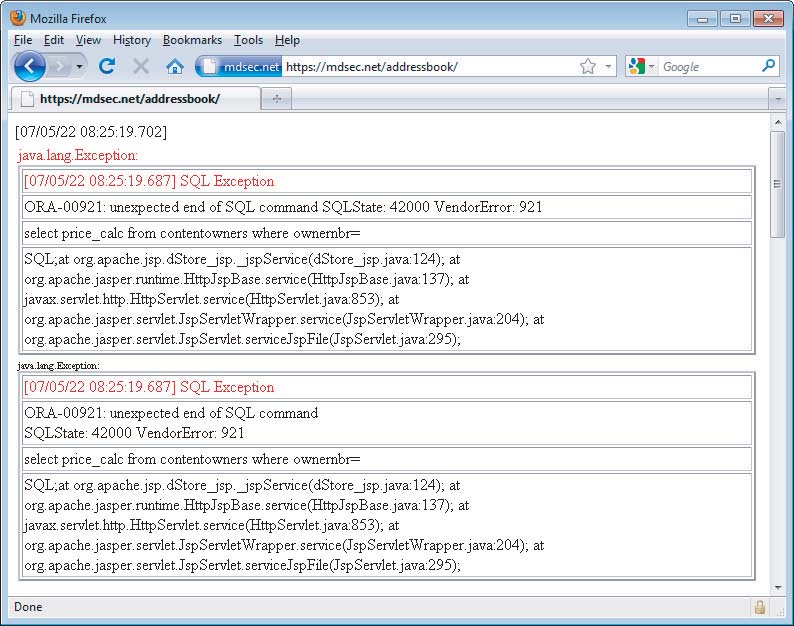 Mozilla Firefox
File Edit View History Bookmarks Tools Help
mdsec.net https://mdsec.net/addressbook/ Google
https://mdsec.net/addressbook/
[07/05/22 08:25:19.702]
java.lang.Exception:
[07/05/22 08:25:19.687] SQL Exception
ORA-00921: unexpected end of SQL command SQLState: 42000 VendorError: 921
select price_calc from contentowners where ownernbr=
SQL;at org.apache.jsp.dStore_jsp._jspService(dStore_jsp.java:124); at
org.apache.jasper.runtime.HttpJspBase.service(HttpJspBase.java:137); at
javax.servlet.http.HttpServlet.service(HttpServlet.java:853); at
org.apache.jasper.servlet.JspServletWrapper.service(JspServletWrapper.java:204); at
org.apache.jasper.servlet.JspServlet.serviceJspFile(JspServlet.java:295);
java.lang.Exception:
[07/05/22 08:25:19.687] SQL Exception
ORA-00921: unexpected end of SQL command
SQLState: 42000 VendorError: 921
select price_calc from contentowners where ownernbr=
SQL;at org.apache.jsp.dStore_jsp._jspService(dStore_jsp.java:124); at
org.apache.jasper.runtime.HttpJspBase.service(HttpJspBase.java:137); at
javax.servlet.http.HttpServlet.service(HttpServlet.java:853); at
org.apache.jasper.servlet.JspServletWrapper.service(JspServletWrapper.java:204); at
org.apache.jasper.servlet.JspServlet.serviceJspFile(JspServlet.java:295);
Done